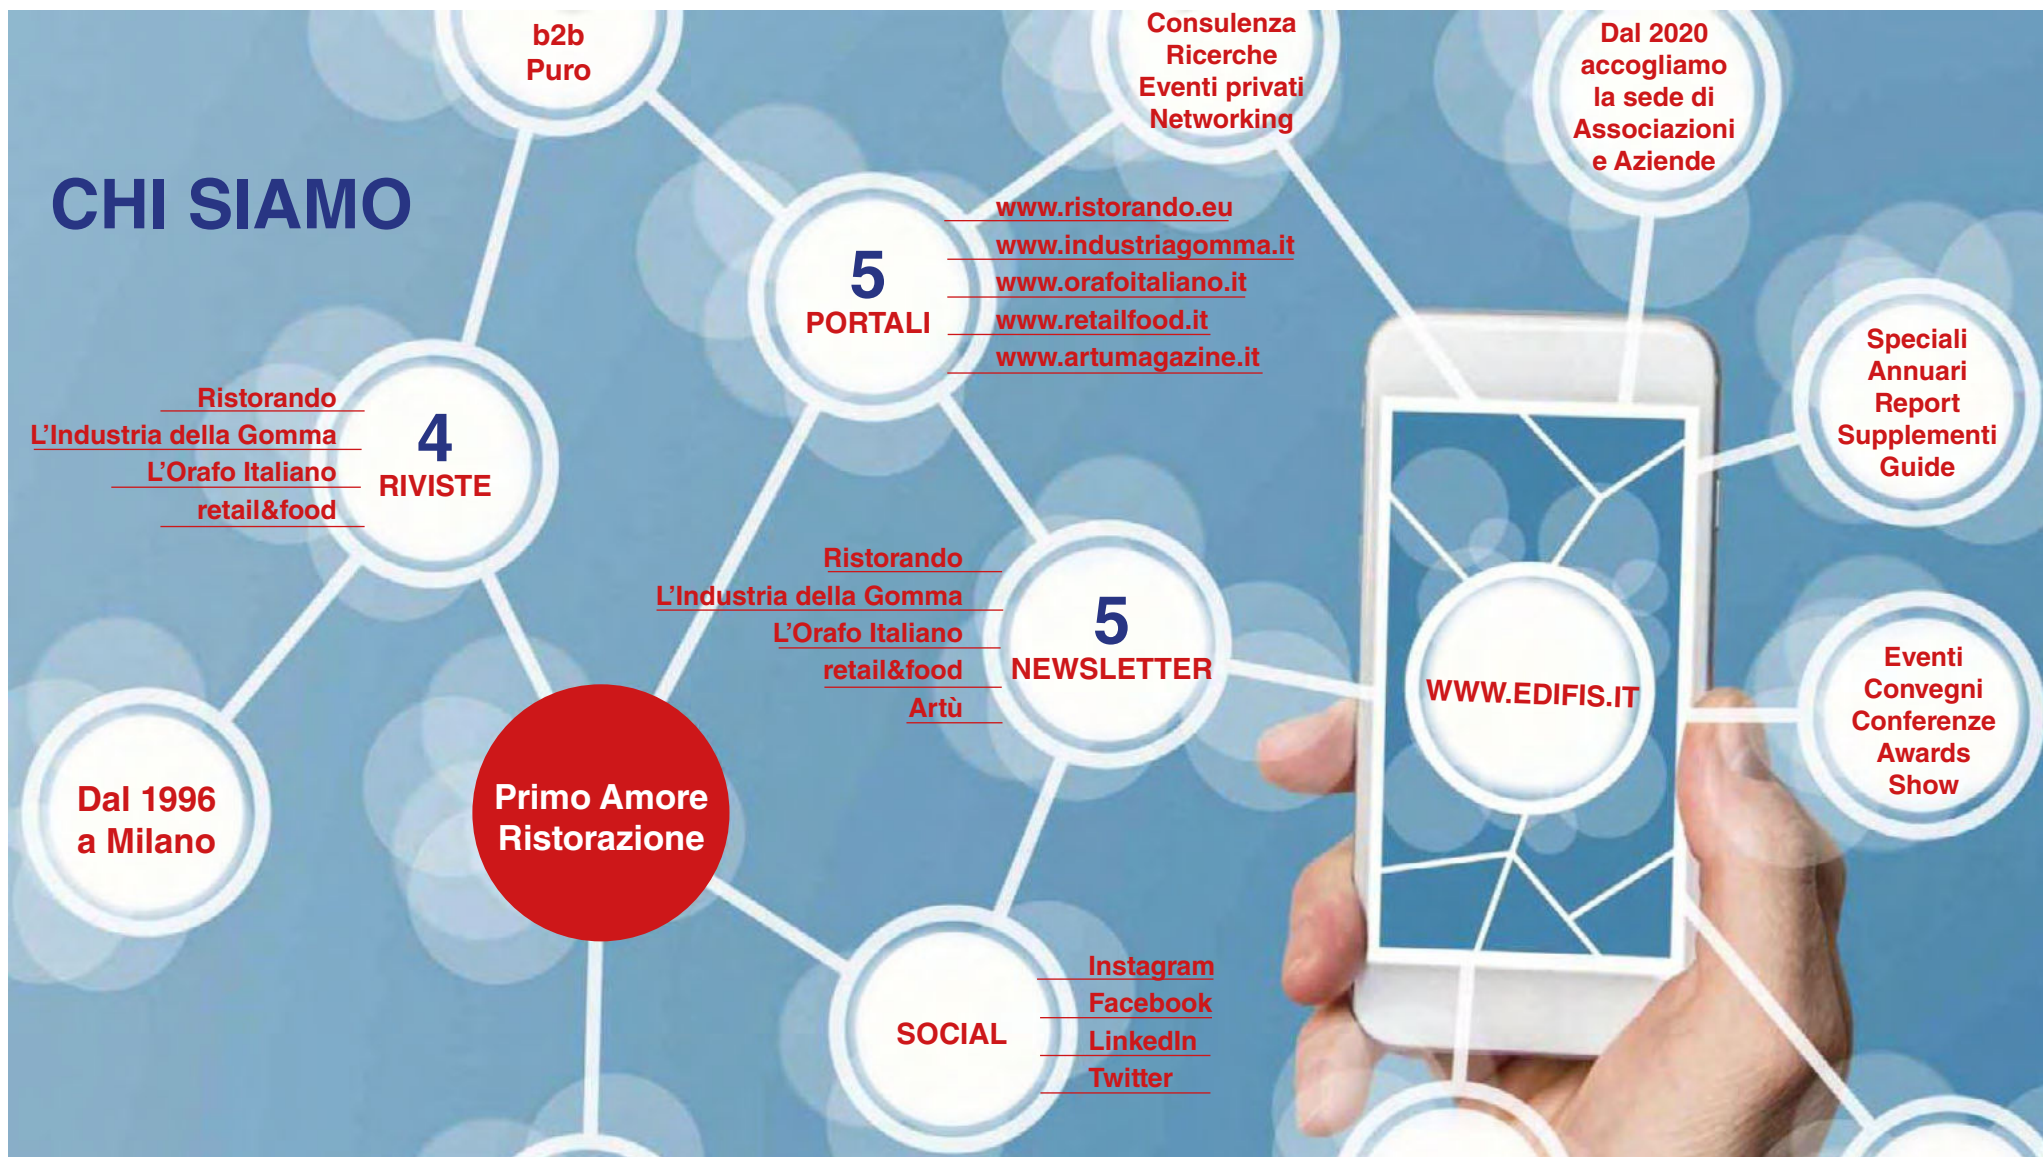 CHI SIAMO
b2b
Puro
Consulenza
Ricerche
Eventi privati
Networking
Dal 2020
accogliamo
la sede di
Associazioni
e Aziende
5
PORTALI
www.ristorando.eu
www.industriagomma.it
www.orafoitaliano.it
www.retailfood.it
www.artumagazine.it
Ristorando
L'Industria della Gomma
L'Orafo Italiano
retail&food
4
RIVISTE
Speciali
Annuari
Report
Supplementi
Guide
Ristorando
L'Industria della Gomma
L'Orafo Italiano
retail&food
Artù
5
NEWSLETTER
WWW.EDIFIS.IT
Eventi
Convegni
Conferenze
Awards
Show
Dal 1996
a Milano
Primo Amore
Ristorazione
SOCIAL
Instagram
Facebook
LinkedIn
Twitter